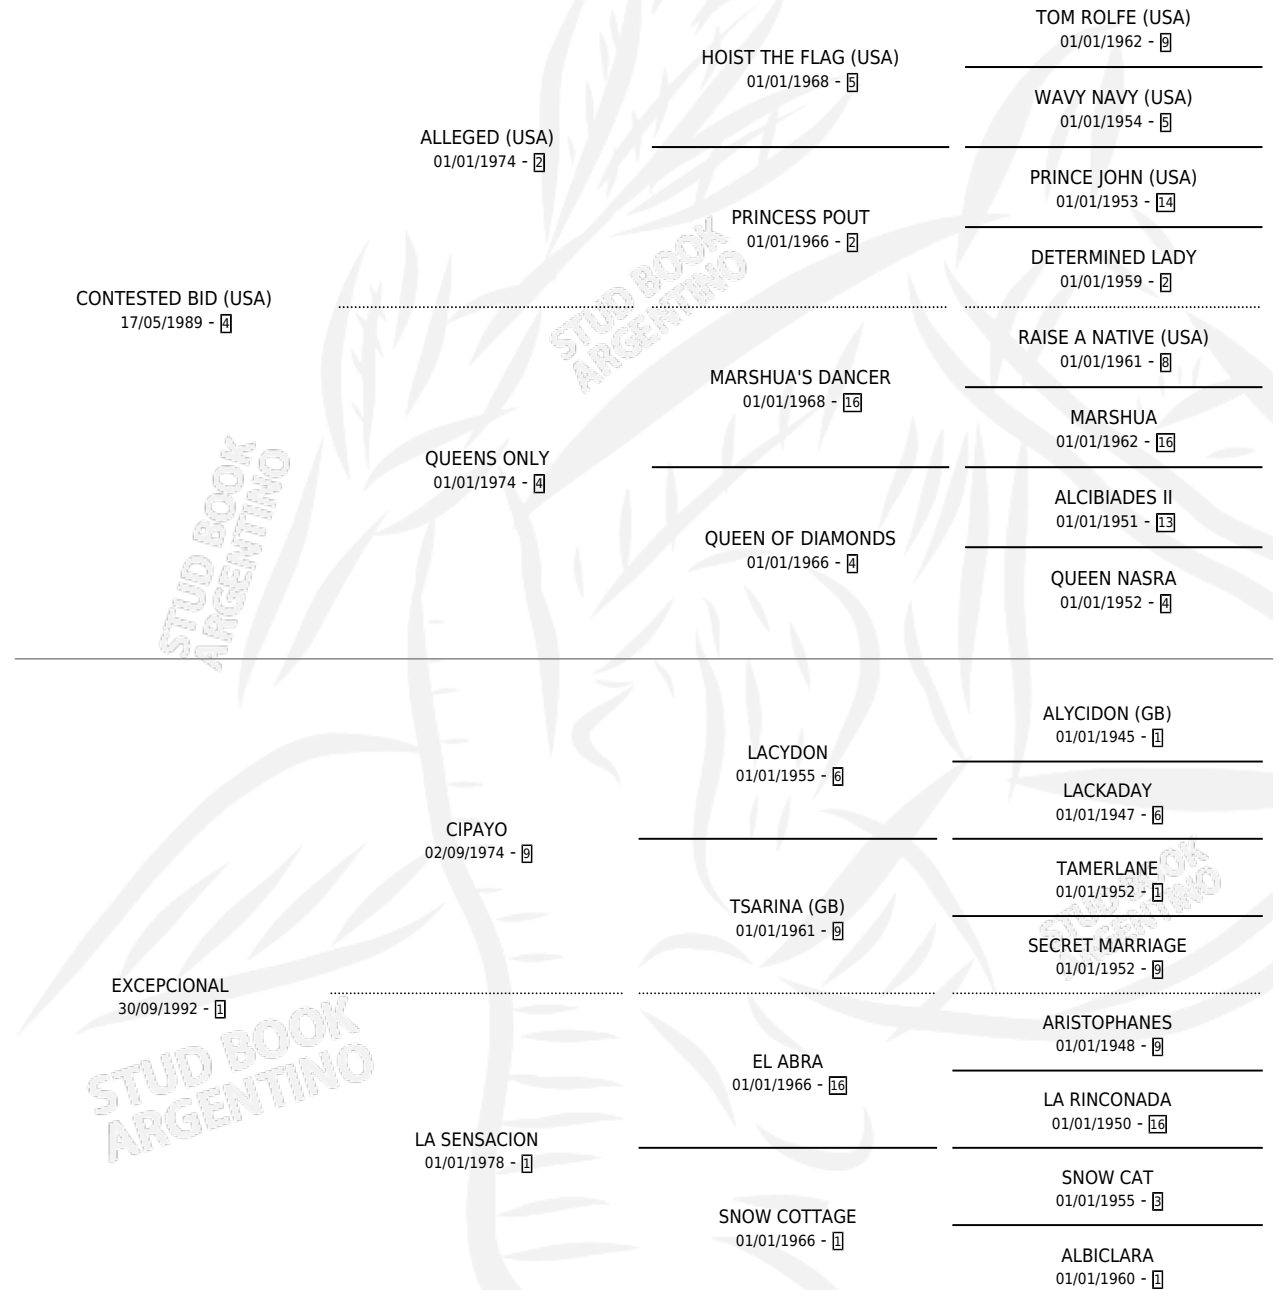 TOM ROLFE (USA)
01/01/1962 - 9
HOIST THE FLAG (USA)
01/01/1968 - 5
WAVY NAVY (USA)
01/01/1954 - 5
ALLEGED (USA)
01/01/1974 - 2
PRINCE JOHN (USA)
01/01/1953 - 14
PRINCESS POUT
01/01/1966 - 2
DETERMINED LADY
01/01/1959 - 2
CONTESTED BID (USA)
17/05/1989 - 4
RAISE A NATIVE (USA)
01/01/1961 - 8
MARSHUA'S DANCER
01/01/1968 - 16
MARSHUA
01/01/1962 - 16
QUEENS ONLY
01/01/1974 - 4
ALCIBIADES II
01/01/1951 - 13
QUEEN OF DIAMONDS
01/01/1966 - 4
QUEEN NASRA
01/01/1952 - 4
ALYCIDON (GB)
01/01/1945 - 1
LACYDON
01/01/1955 - 6
LACKADAY
01/01/1947 - 6
CIPAYO
02/09/1974 - 9
TAMERLANE
01/01/1952 - 1
TSARINA (GB)
01/01/1961 - 9
SECRET MARRIAGE
01/01/1952 - 9
EXCEPCIONAL
30/09/1992 - 1
ARISTOPHANES
01/01/1948 - 9
EL ABRA
01/01/1966 - 16
LA RINCONADA
01/01/1950 - 16
LA SENSACION
01/01/1978 - 1
SNOW CAT
01/01/1955 - 3
SNOW COTTAGE
01/01/1966 - 1
ALBICLARA
01/01/1960 - 1
STUD BOOK
ARGENTINO
STUD BOOK
ARGENTINO
STUD BOOK
ARGENTINO
STUD BOOK
ARGENTINO